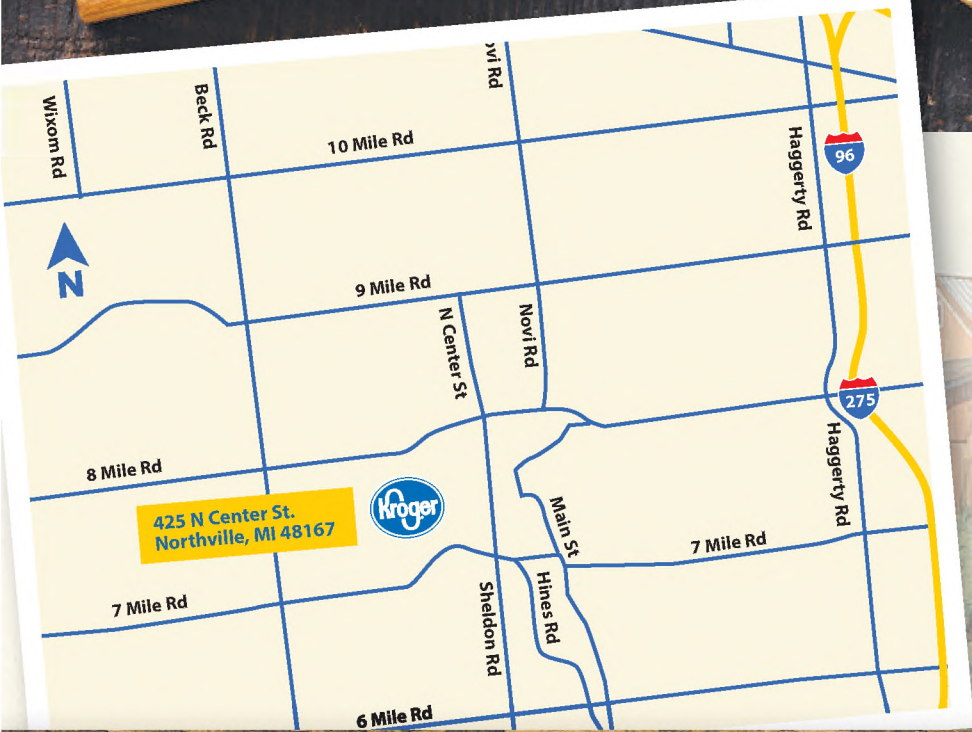 Wixom Rd
Beck Rd
ovi Rd
10 Mile Rd
Haggerty Rd
96
N
9 Mile Rd
N Center St
Novi Rd
275
8 Mile Rd
Haggerty Rd
425 N Center St.
Northville, MI 48167
Kroger
Main St
7 Mile Rd
7 Mile Rd
Sheldon Rd
Hines Rd
6 Mile Rd